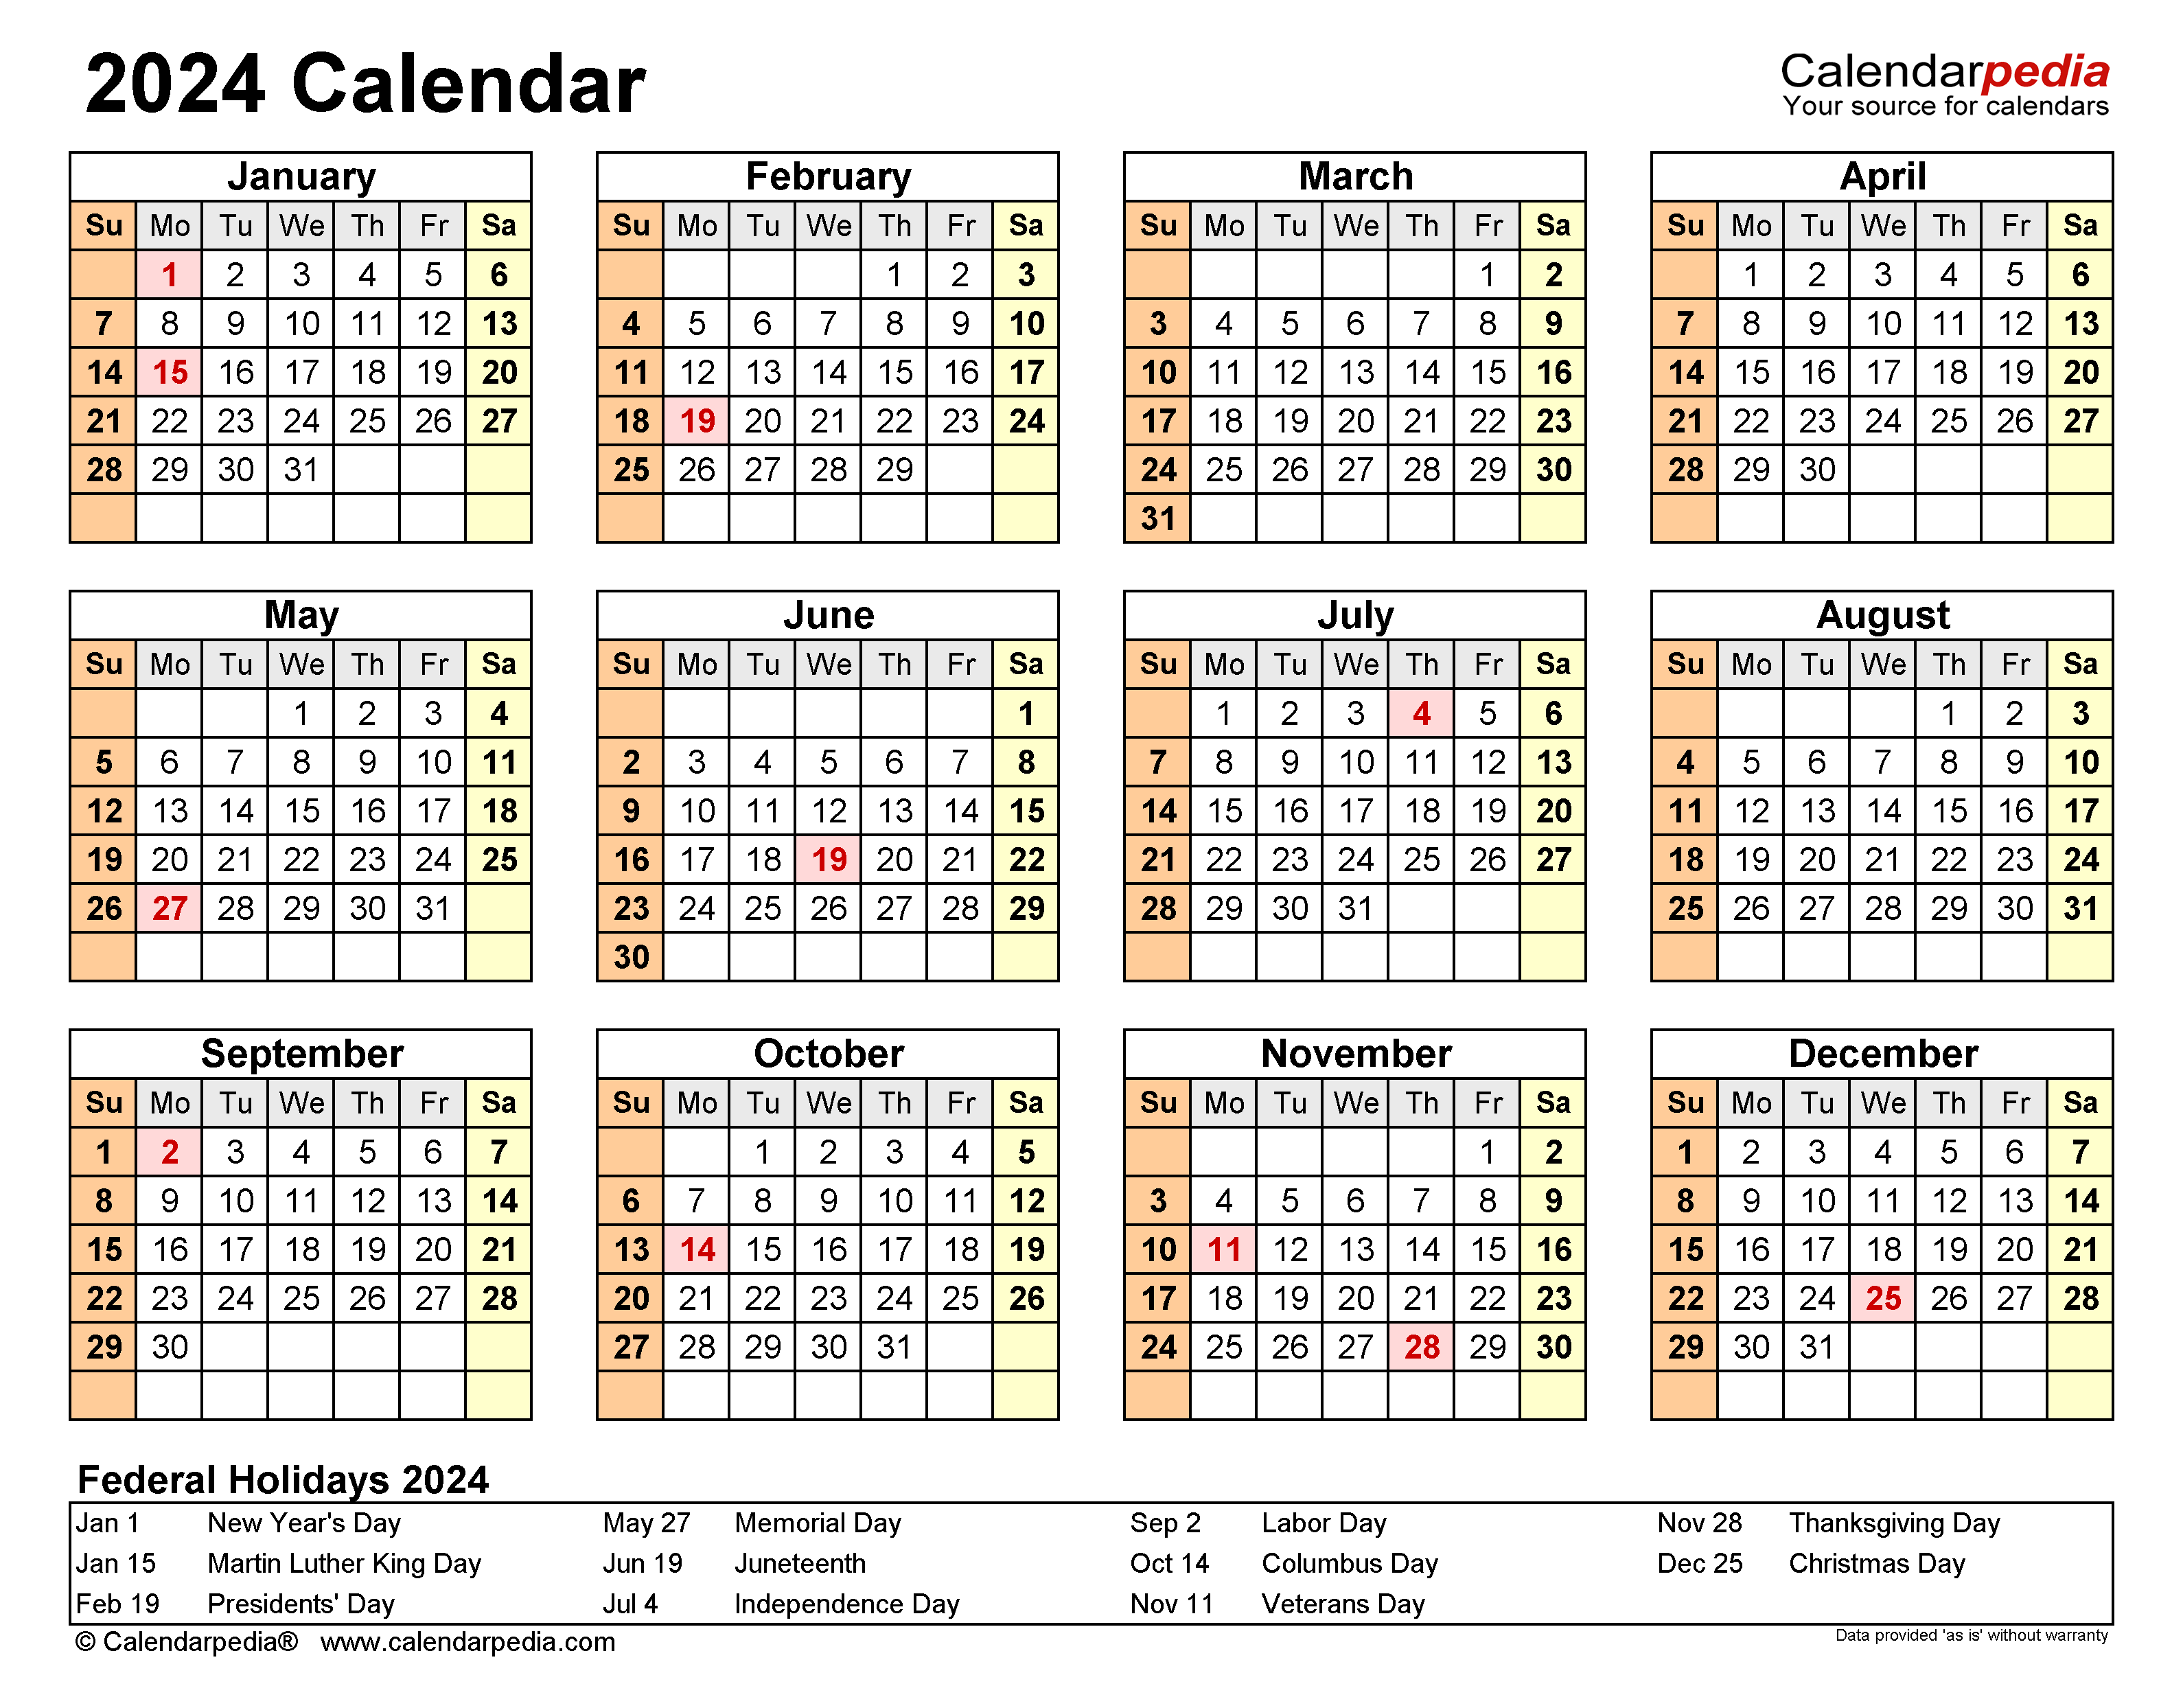 2024 Calendar
Calendarpedia
Your source for calendars
January
Su Mo Tu We Th Fr Sa
1 2 3 4 5 6
7 8 9 10 11 12 13
14 15 16 17 18 19 20
21 22 23 24 25 26 27
28 29 30 31
February
Su Mo Tu We Th Fr Sa
1 2 3
4 5 6 7 8 9 10
11 12 13 14 15 16 17
18 19 20 21 22 23 24
25 26 27 28 29
March
Su Mo Tu We Th Fr Sa
1 2
3 4 5 6 7 8 9
10 11 12 13 14 15 16
17 18 19 20 21 22 23
24 25 26 27 28 29 30
31
April
Su Mo Tu We Th Fr Sa
1 2 3 4 5 6
7 8 9 10 11 12 13
14 15 16 17 18 19 20
21 22 23 24 25 26 27
28 29 30
May
Su Mo Tu We Th Fr Sa
1 2 3 4
5 6 7 8 9 10 11
12 13 14 15 16 17 18
19 20 21 22 23 24 25
26 27 28 29 30 31
June
Su Mo Tu We Th Fr Sa
1
2 3 4 5 6 7 8
9 10 11 12 13 14 15
16 17 18 19 20 21 22
23 24 25 26 27 28 29
30
July
Su Mo Tu We Th Fr Sa
1 2 3 4 5 6
7 8 9 10 11 12 13
14 15 16 17 18 19 20
21 22 23 24 25 26 27
28 29 30 31
August
Su Mo Tu We Th Fr Sa
1 2 3
4 5 6 7 8 9 10
11 12 13 14 15 16 17
18 19 20 21 22 23 24
25 26 27 28 29 30 31
September
Su Mo Tu We Th Fr Sa
1 2 3 4 5 6 7
8 9 10 11 12 13 14
15 16 17 18 19 20 21
22 23 24 25 26 27 28
29 30
October
Su Mo Tu We Th Fr Sa
1 2 3 4 5
6 7 8 9 10 11 12
13 14 15 16 17 18 19
20 21 22 23 24 25 26
27 28 29 30 31
November
Su Mo Tu We Th Fr Sa
1 2
3 4 5 6 7 8 9
10 11 12 13 14 15 16
17 18 19 20 21 22 23
24 25 26 27 28 29 30
December
Su Mo Tu We Th Fr Sa
1 2 3 4 5 6 7
8 9 10 11 12 13 14
15 16 17 18 19 20 21
22 23 24 25 26 27 28
29 30 31
Federal Holidays 2024
Jan 1 New Year's Day May 27 Memorial Day Sep 2 Labor Day Nov 28 Thanksgiving Day
Jan 15 Martin Luther King Day Jun 19 Juneteenth Oct 14 Columbus Day Dec 25 Christmas Day
Feb 19 Presidents' Day Jul 4 Independence Day Nov 11 Veterans Day
© Calendarpedia® www.calendarpedia.com
Data provided 'as is' without warranty